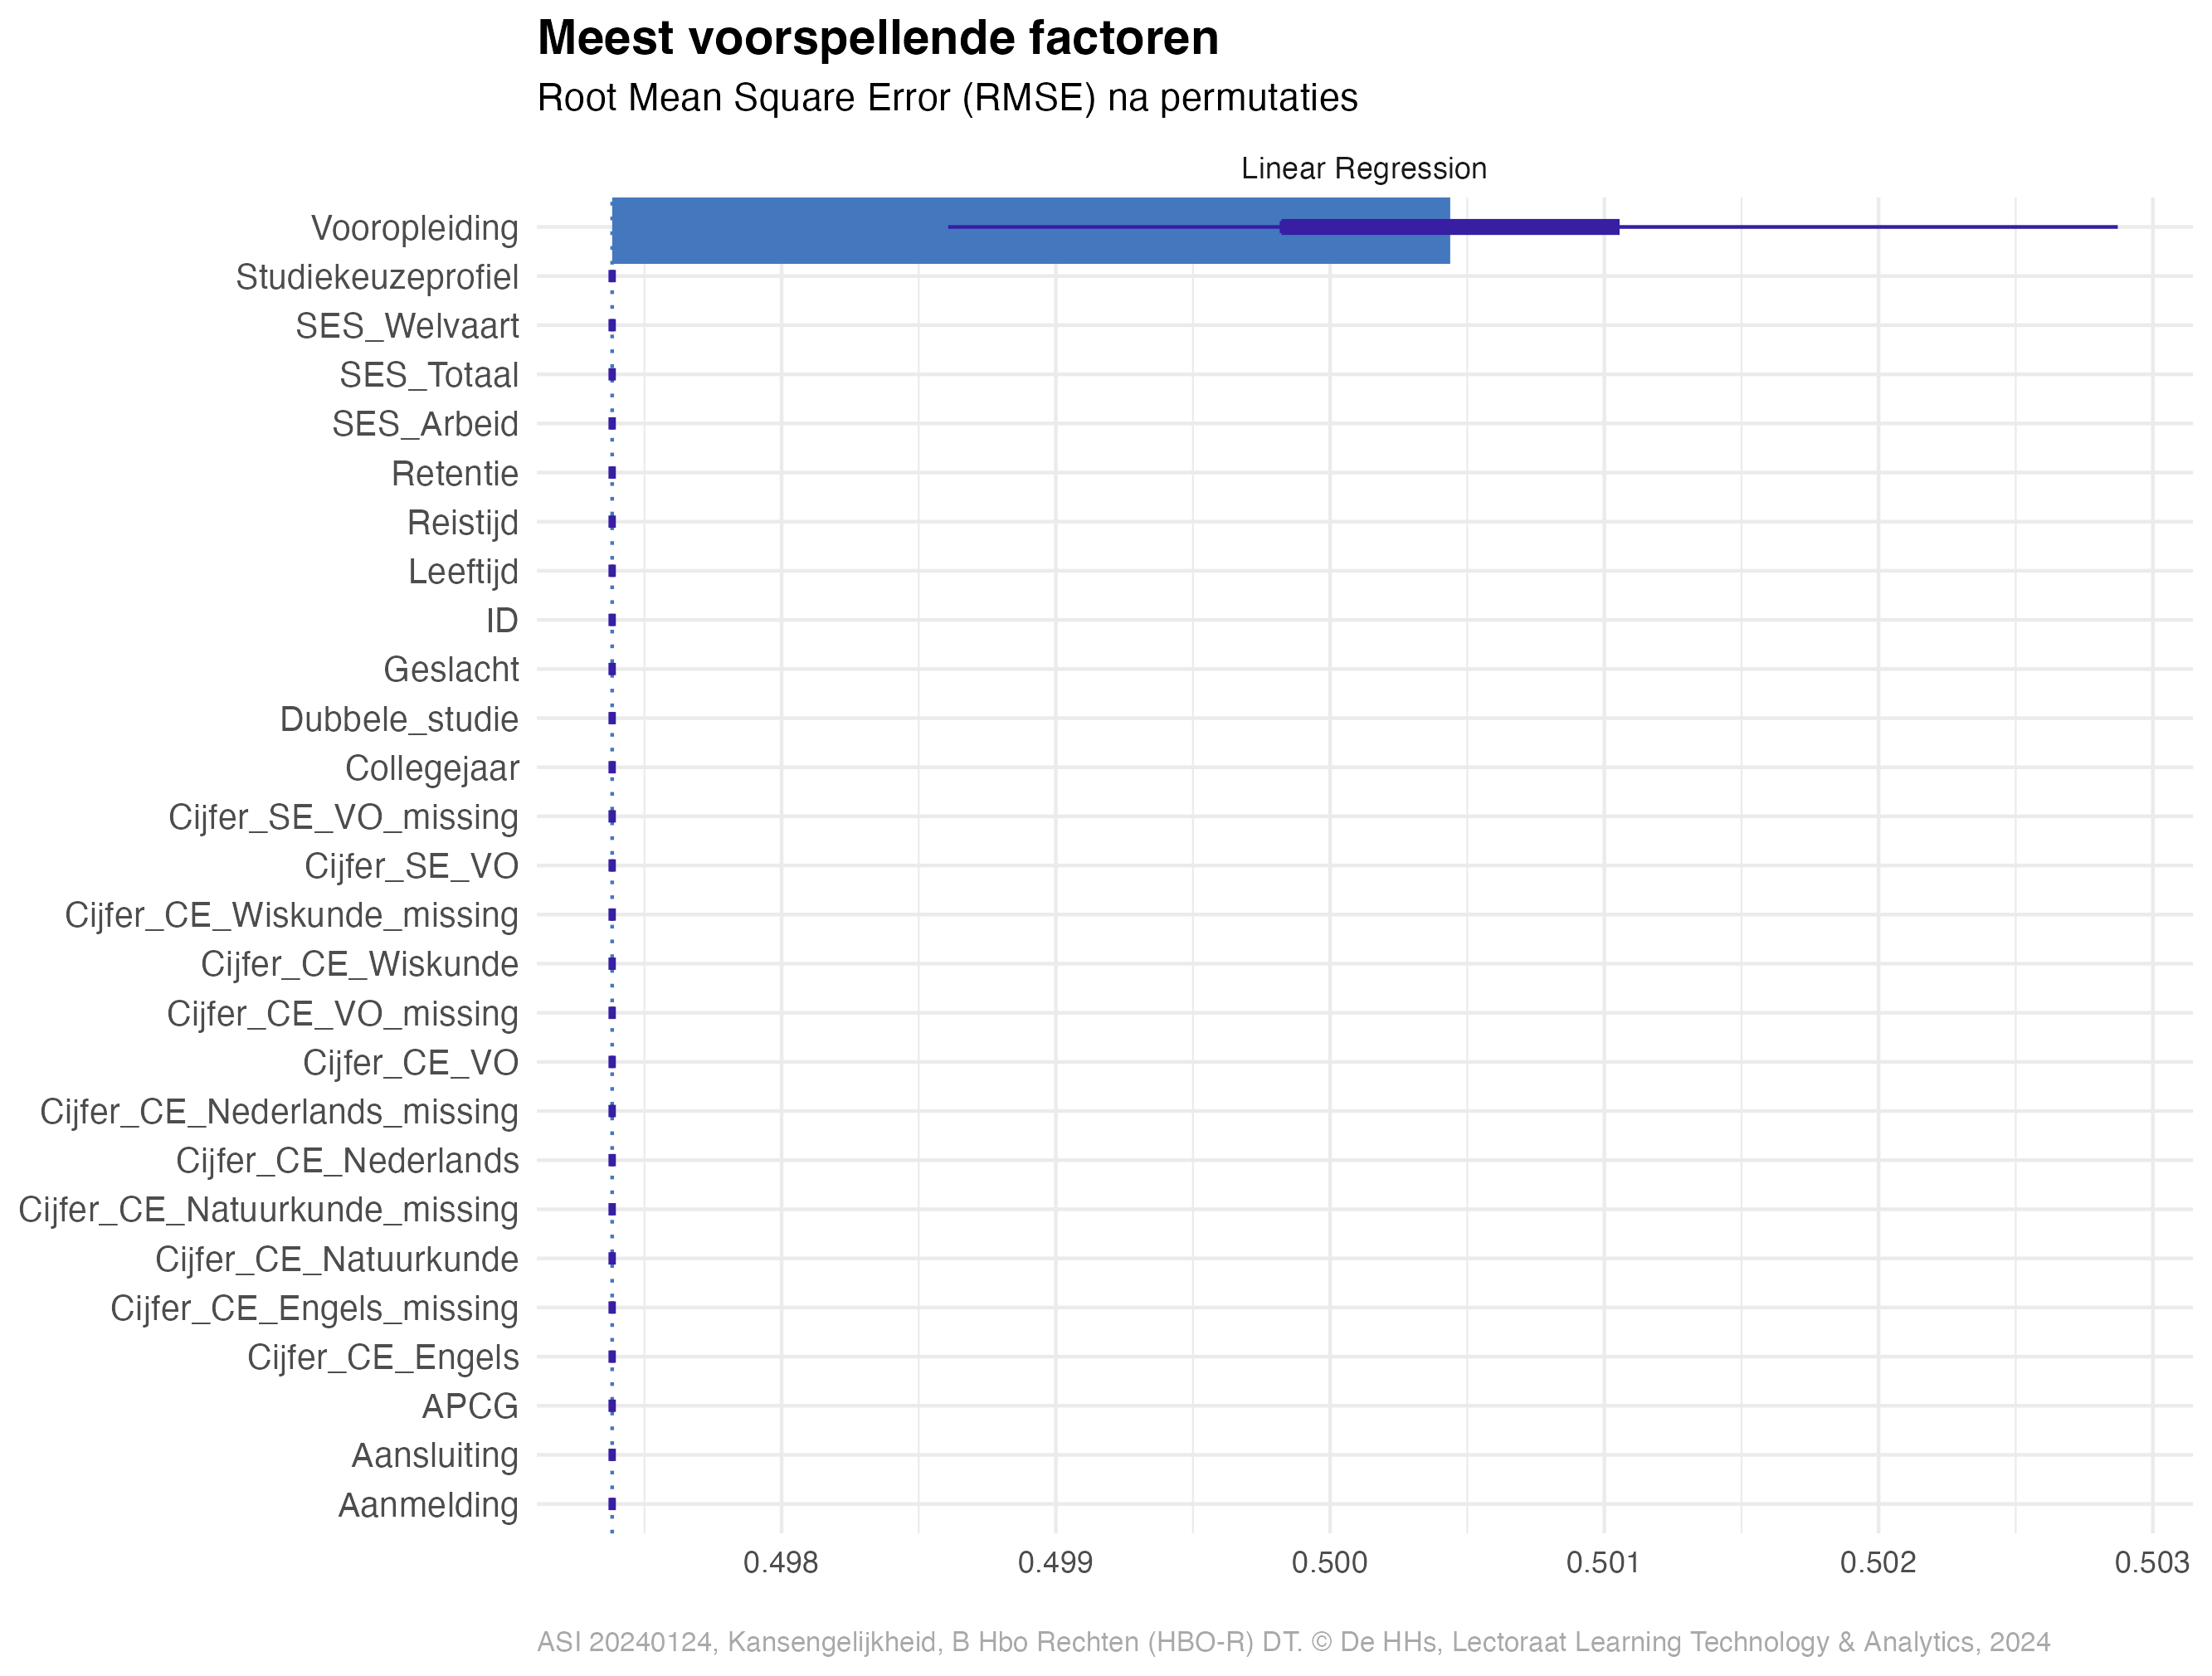 Meest voorspellende factoren
Root Mean Square Error (RMSE) na permutaties
Linear Regression
Vooropleiding
Studiekeuzeprofiel
SES_Welvaart
SES_Totaal
SES_Arbeid
Retentie
Reistijd
Leeftijd
ID
Geslacht
Dubbele_studie
Collegejaar
Cijfer_SE_VO_missing
Cijfer_SE_VO
Cijfer_CE_Wiskunde_missing
Cijfer_CE_Wiskunde
Cijfer_CE_VO_missing
Cijfer_CE_VO
Cijfer_CE_Nederlands_missing
Cijfer_CE_Nederlands
Cijfer_CE_Natuurkunde_missing
Cijfer_CE_Natuurkunde
Cijfer_CE_Engels_missing
Cijfer_CE_Engels
APCG
Aansluiting
Aanmelding
0.498 0.499 0.500 0.501 0.502 0.503
ASI 20240124, Kansengelijkheid, B Hbo Rechten (HBO-R) DT. © De HHs, Lectoraat Learning Technology & Analytics, 2024